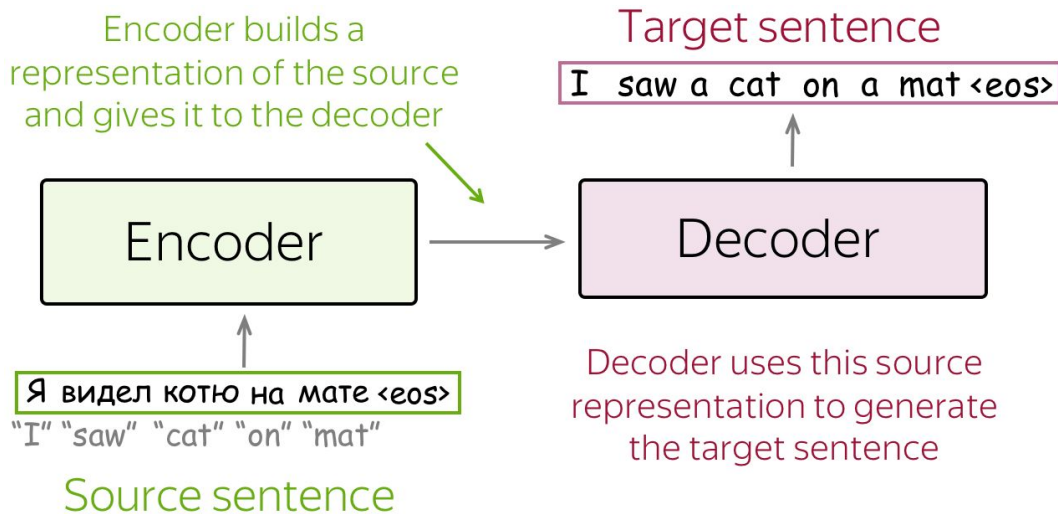 Encoder builds a
representation of the source
and gives it to the decoder
Target sentence
I saw a cat on a mat <eos>
Encoder
Decoder
Я видел котю на мате <eos>
"I" "saw" "cat" "on" "mat"
Source sentence
Decoder uses this source
representation to generate
the target sentence